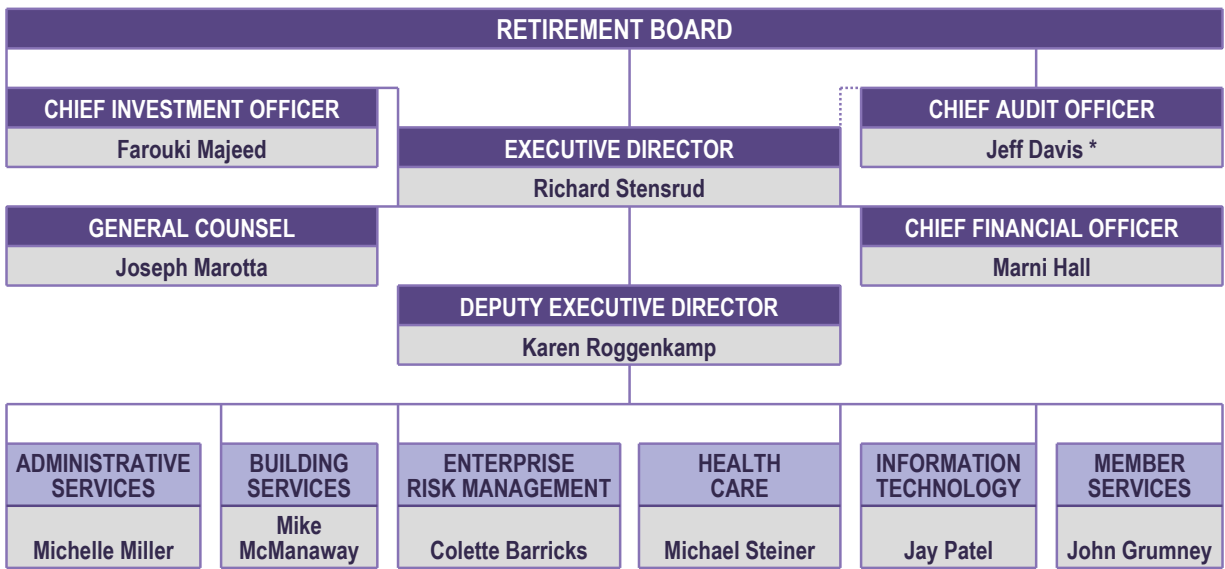 RETIREMENT BOARD
CHIEF INVESTMENT OFFICER
Farouki Majeed
CHIEF AUDIT OFFICER
Jeff Davis *
EXECUTIVE DIRECTOR
Richard Stensrud
GENERAL COUNSEL
Joseph Marotta
CHIEF FINANCIAL OFFICER
Marni Hall
DEPUTY EXECUTIVE DIRECTOR
Karen Roggenkamp
ADMINISTRATIVE
SERVICES
Michelle Miller
BUILDING
SERVICES
Mike
McManaway
ENTERPRISE
RISK MANAGEMENT
Colette Barricks
HEALTH
CARE
Michael Steiner
INFORMATION
TECHNOLOGY
Jay Patel
MEMBER
SERVICES
John Grumney